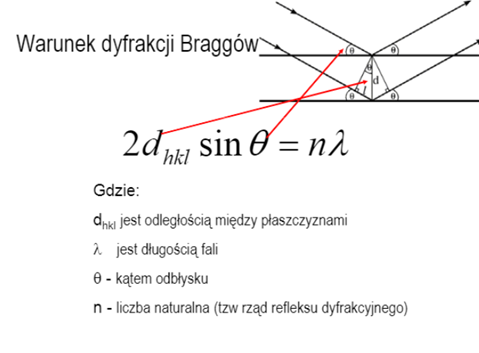 Warunek dyfrakcji Braggów
θ θ
θ
d
θ θ
2d_hkl sin θ = nλ
Gdzie:
d_hkl jest odległością między płaszczyznami
λ jest długością fali
θ - kątem odbłysku
n - liczba naturalna (tzw rząd refleksu dyfrakcyjnego)